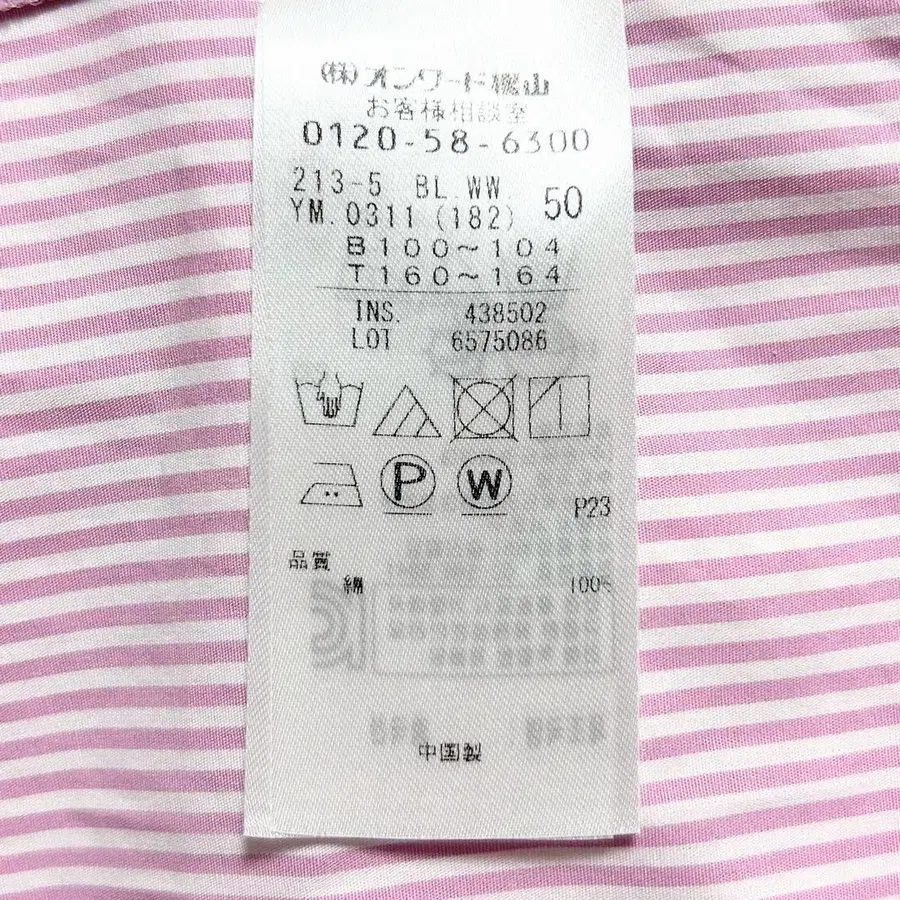 (株)オンワード樫山
お客様相談室
0120-58-6300
213-5 BL.WW. 50
YM.0311(182)
B100~104
T160~164
INS. 438502
LOT 6575086
P W
P23
品質
綿 100%
中国製